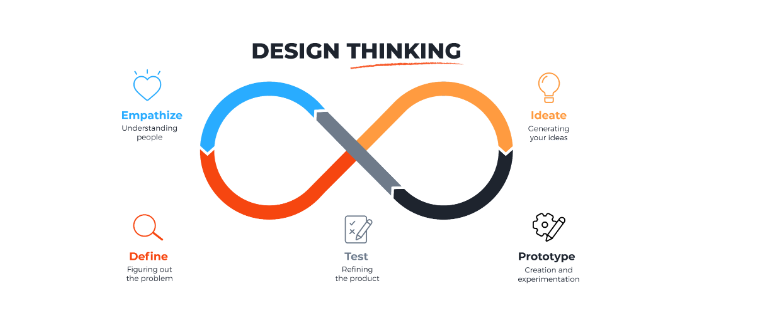 DESIGN THINKING
Empathize
Understanding
people
Ideate
Generating
your ideas
Define
Figuring out
the problem
Test
Refining
the product
Prototype
Creation and
experimentation